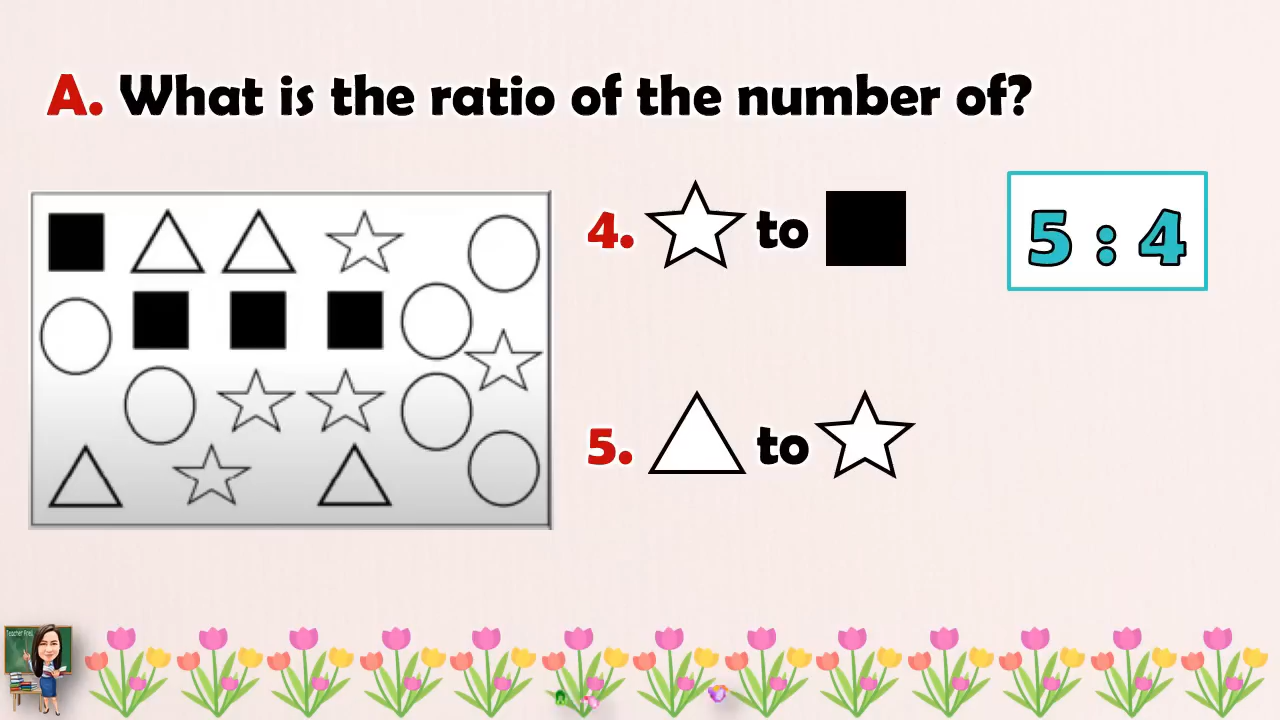 A. What is the ratio of the number of?
4. to
5 : 4
5. to